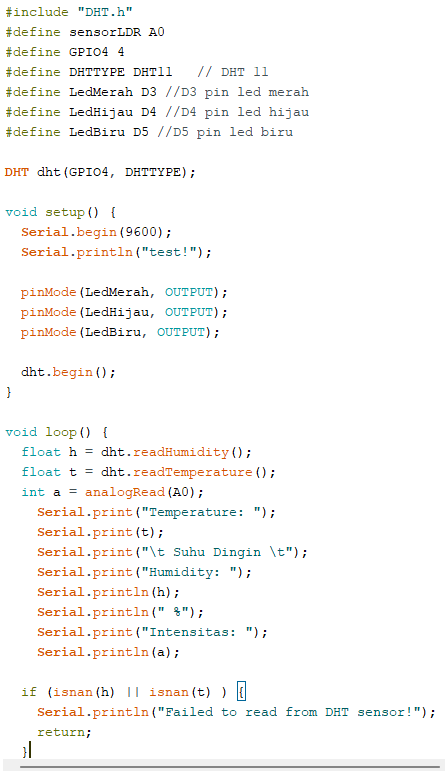 #include "DHT.h"
#define sensorLDR A0
#define GPIO4 4
#define DHTTYPE DHT11   // DHT 11
#define LedMerah D3 //D3 pin led merah
#define LedHijau D4 //D4 pin led hijau
#define LedBiru D5 //D5 pin led biru

DHT dht(GPIO4, DHTTYPE);

void setup() {
  Serial.begin(9600);
  Serial.println("test!");

  pinMode(LedMerah, OUTPUT);
  pinMode(LedHijau, OUTPUT);
  pinMode(LedBiru, OUTPUT);

  dht.begin();
}

void loop() {
  float h = dht.readHumidity();
  float t = dht.readTemperature();
  int a = analogRead(A0);
    Serial.print("Temperature: ");
    Serial.print(t);
    Serial.print("\t Suhu Dingin \t");
    Serial.print("Humidity: ");
    Serial.println(h);
    Serial.println(" %");
    Serial.print("Intensitas: ");
    Serial.println(a);

  if (isnan(h) || isnan(t) ) {
    Serial.println("Failed to read from DHT sensor!");
    return;
  }